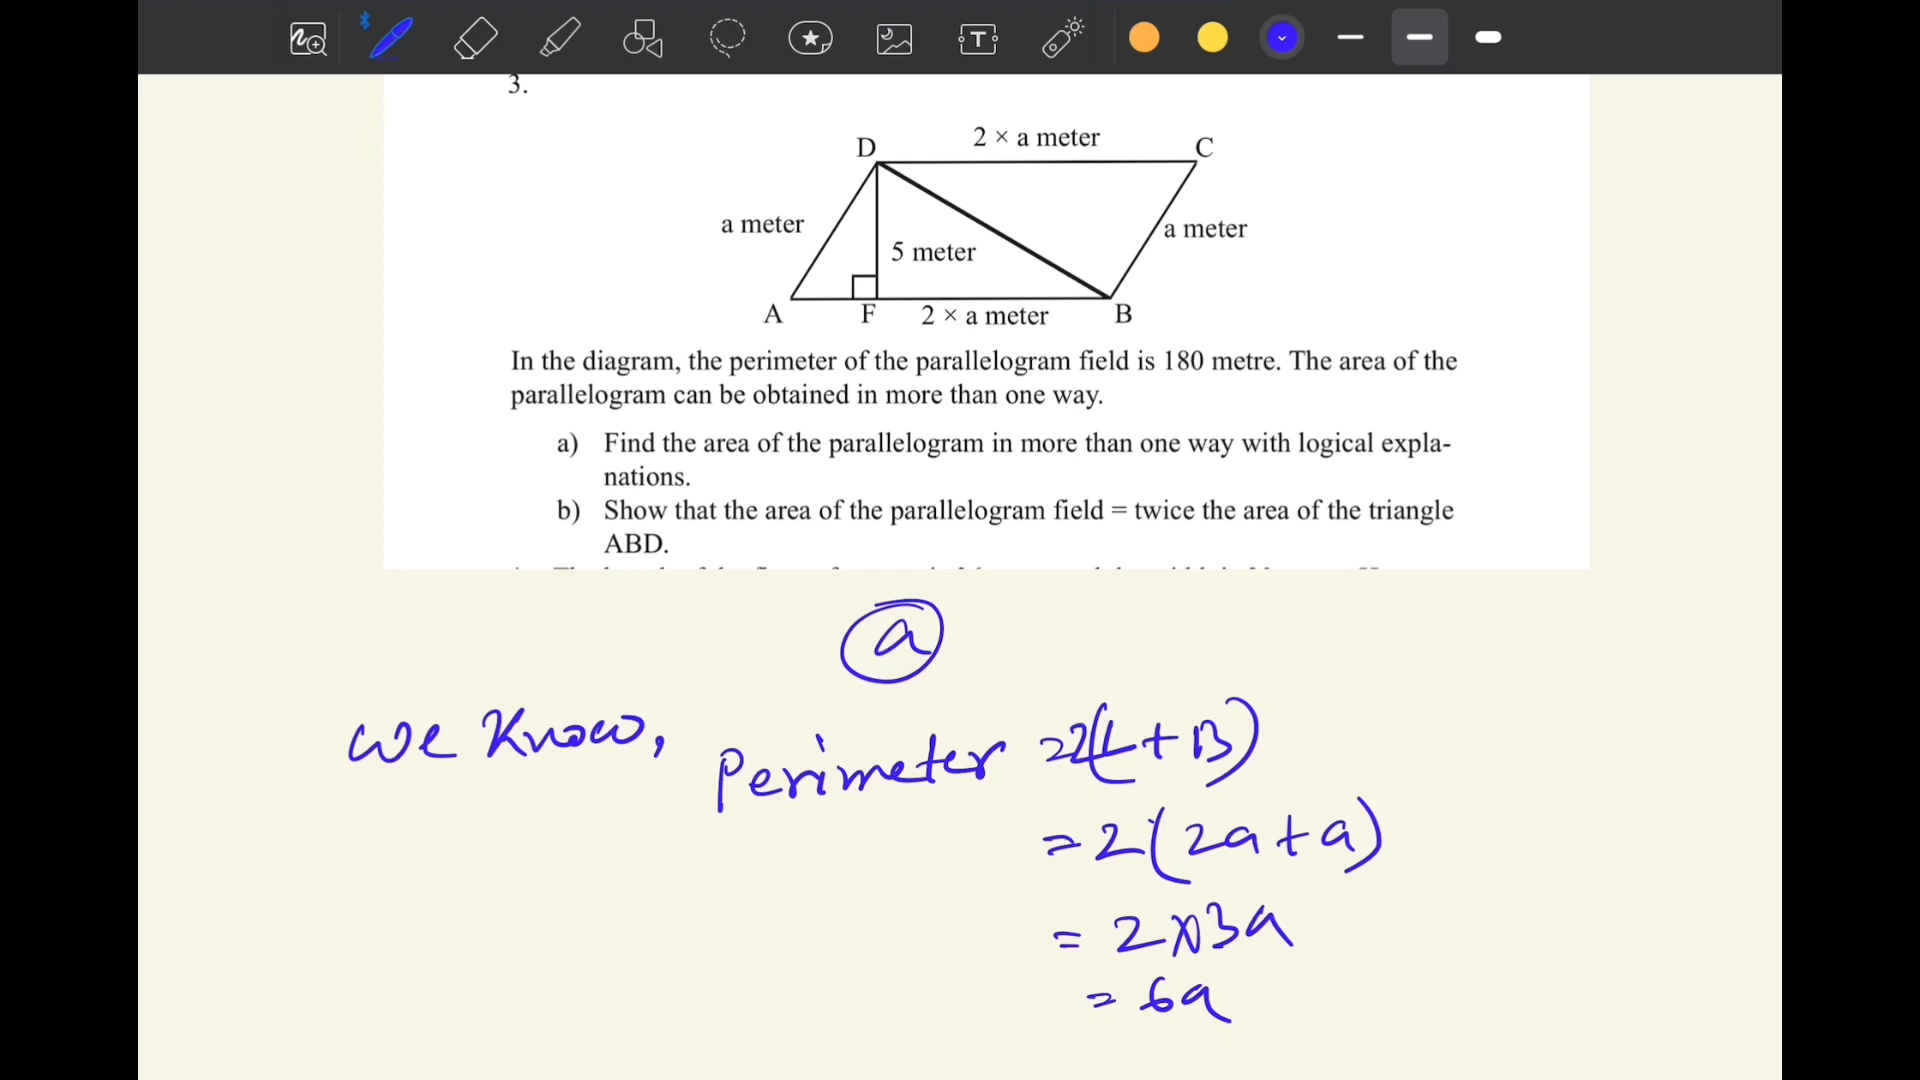 3.
D 2 × a meter C
a meter
a meter
5 meter
A F 2 × a meter B
In the diagram, the perimeter of the parallelogram field is 180 metre. The area of the
parallelogram can be obtained in more than one way.
a) Find the area of the parallelogram in more than one way with logical expla-
nations.
b) Show that the area of the parallelogram field = twice the area of the triangle
ABD.
a
We Know, Perimeter = 2(L+B)
= 2(2a+a)
= 2×3a
= 6a